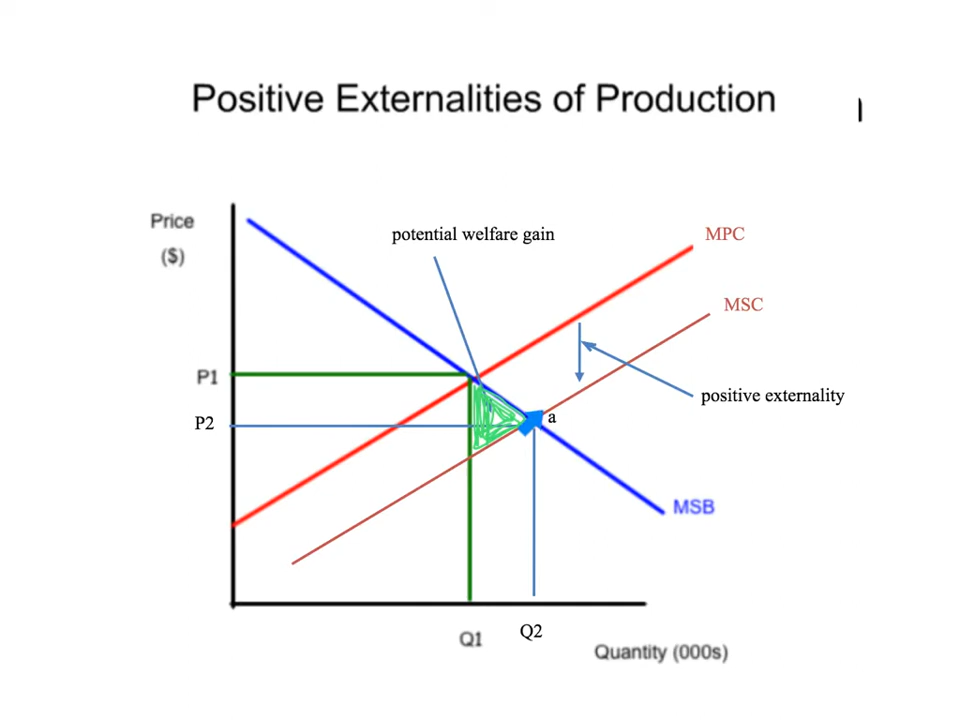 Positive Externalities of Production
Price
($)
potential welfare gain
MPC
MSC
P1
positive externality
P2
a
MSB
Q1
Q2
Quantity (000s)